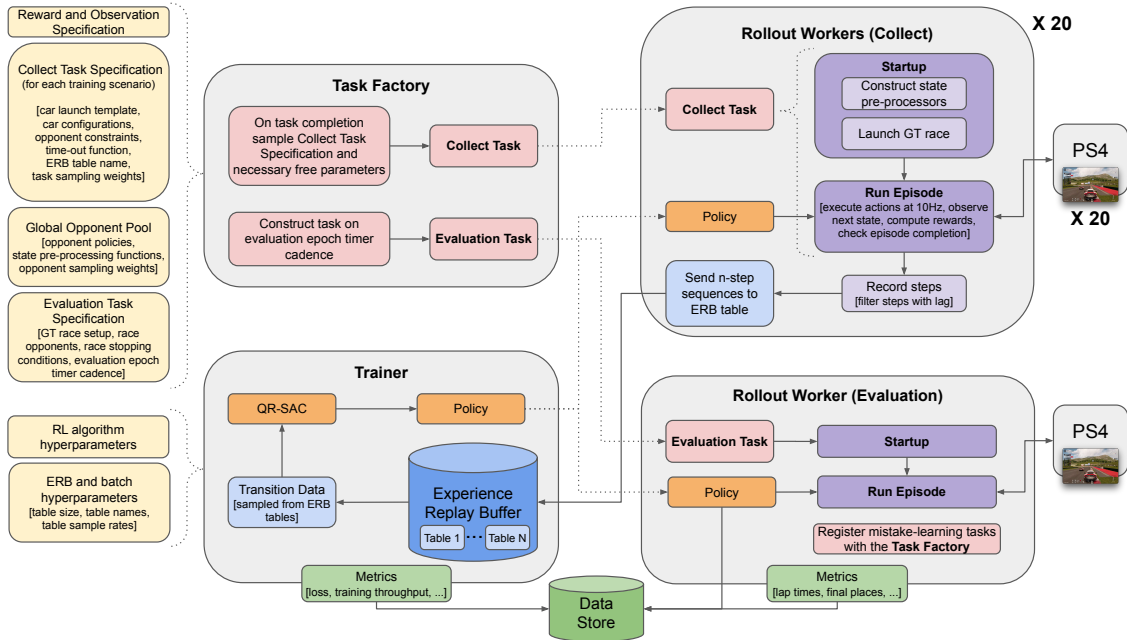 Reward and Observation
Specification
Collect Task Specification
(for each training scenario)
[car launch template,
car configurations,
opponent constraints,
time-out function,
ERB table name,
task sampling weights]
Global Opponent Pool
[opponent policies,
state pre-processing functions,
opponent sampling weights]
Evaluation Task
Specification
[GT race setup, race
opponents, race stopping
conditions, evaluation epoch
timer cadence]
RL algorithm
hyperparameters
ERB and batch
hyperparameters
[table size, table names,
table sample rates]
Task Factory
On task completion
sample Collect Task
Specification and
necessary free parameters
Collect Task
Construct task on
evaluation epoch timer
cadence
Evaluation Task
Trainer
QR-SAC
Policy
Transition Data
[sampled from ERB
tables]
Experience
Replay Buffer
Table 1
...
Table N
Metrics
[loss, training throughput, ...]
Data
Store
Rollout Workers (Collect)
X 20
Collect Task
Startup
Construct state
pre-processors
Launch GT race
Policy
Run Episode
[execute actions at 10Hz, observe
next state, compute rewards,
check episode completion]
Send n-step
sequences to
ERB table
Record steps
[filter steps with lag]
PS4
X 20
Rollout Worker (Evaluation)
Evaluation Task
Startup
Policy
Run Episode
Register mistake-learning tasks
with the Task Factory
Metrics
[lap times, final places, ...]
PS4